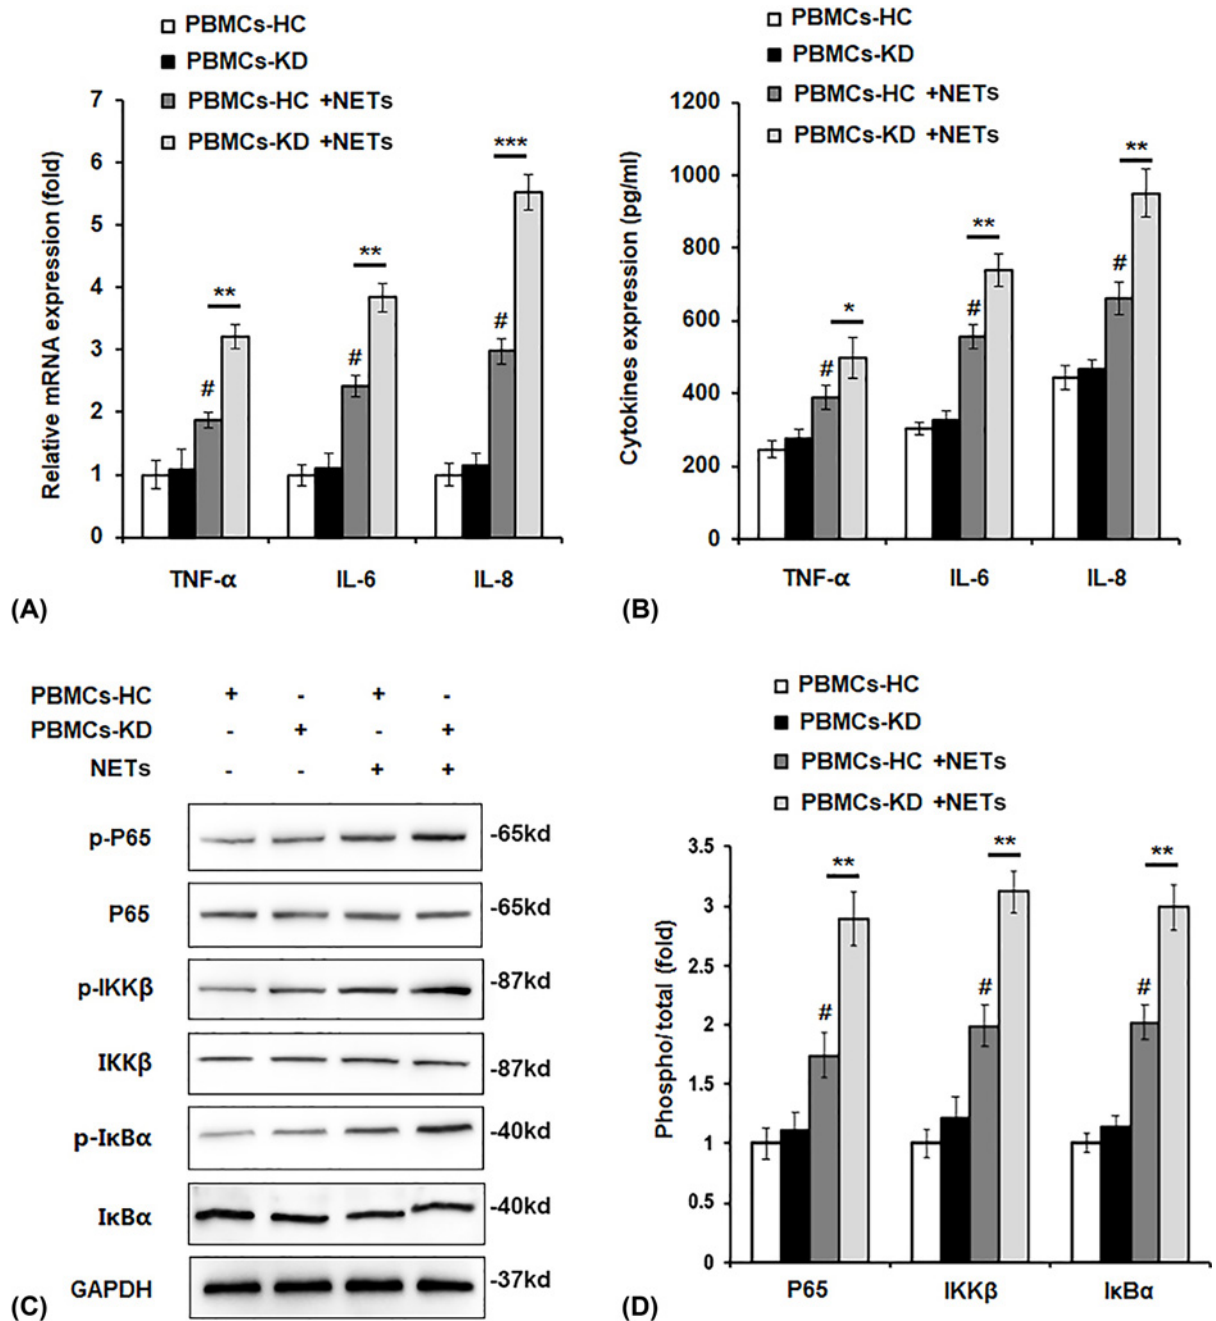 PBMCs-HC
PBMCs-KD
PBMCs-HC +NETs
PBMCs-KD +NETs
Relative mRNA expression (fold)
7
6
5
4
3
2
1
0
#
**
#
**
#
***
TNF-α IL-6 IL-8
(A)
PBMCs-HC
PBMCs-KD
PBMCs-HC +NETs
PBMCs-KD +NETs
Cytokines expression (pg/ml)
1200
1000
800
600
400
200
0
#
*
#
**
#
**
TNF-α IL-6 IL-8
(B)
PBMCs-HC + - + -
PBMCs-KD - + - +
NETs - - + +
p-P65 -65kd
P65 -65kd
p-IKKβ -87kd
IKKβ -87kd
p-IκBα -40kd
IκBα -40kd
GAPDH -37kd
(C)
PBMCs-HC
PBMCs-KD
PBMCs-HC +NETs
PBMCs-KD +NETs
Phospho/total (fold)
3.5
3
2.5
2
1.5
1
0.5
0
#
**
#
**
#
**
P65 IKKβ IκBα
(D)